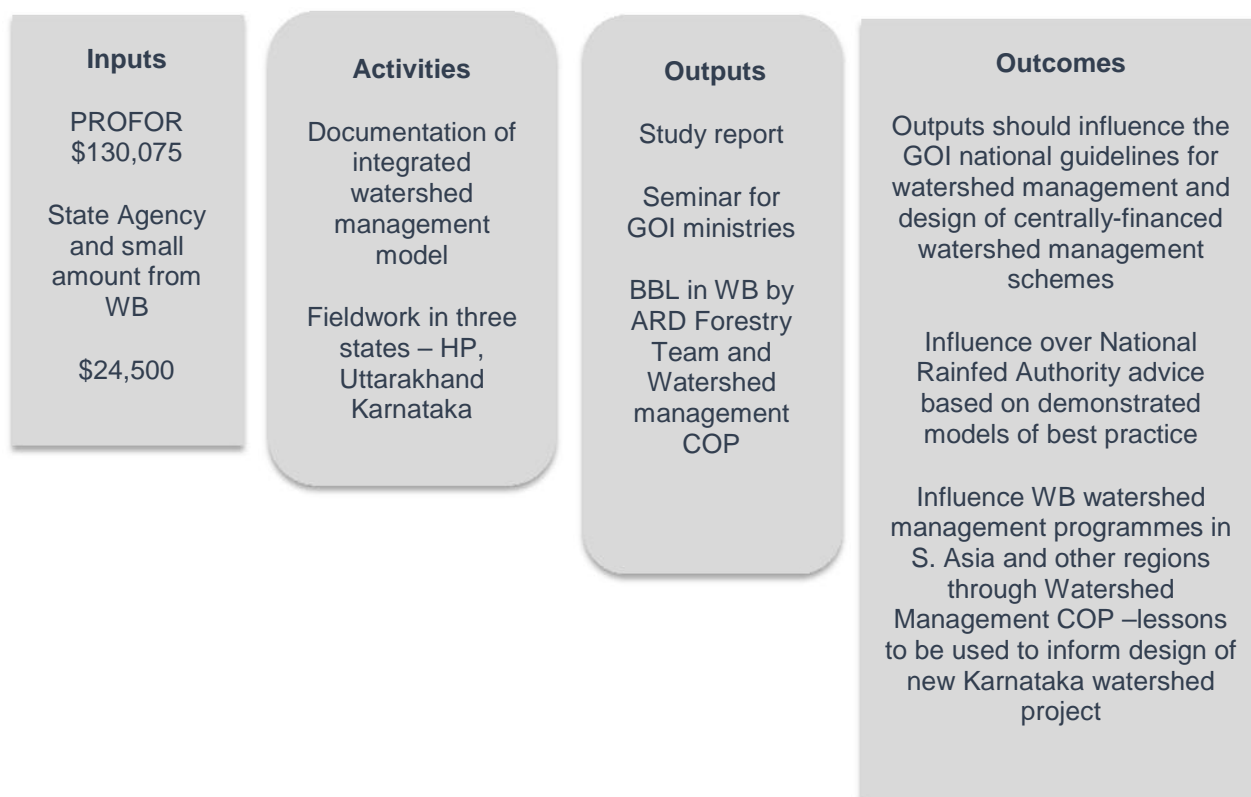 Inputs
PROFOR
$130,075
State Agency
and small
amount from
WB
$24,500
Activities
Documentation of
integrated
watershed
management
model
Fieldwork in three
states – HP,
Uttarakhand
Karnataka
Outputs
Study report
Seminar for
GOI ministries
BBL in WB by
ARD Forestry
Team and
Watershed
management
COP
Outcomes
Outputs should influence the
GOI national guidelines for
watershed management and
design of centrally-financed
watershed management
schemes
Influence over National
Rainfed Authority advice
based on demonstrated
models of best practice
Influence WB watershed
management programmes in
S. Asia and other regions
through Watershed
Management COP –lessons
to be used to inform design of
new Karnataka watershed
project